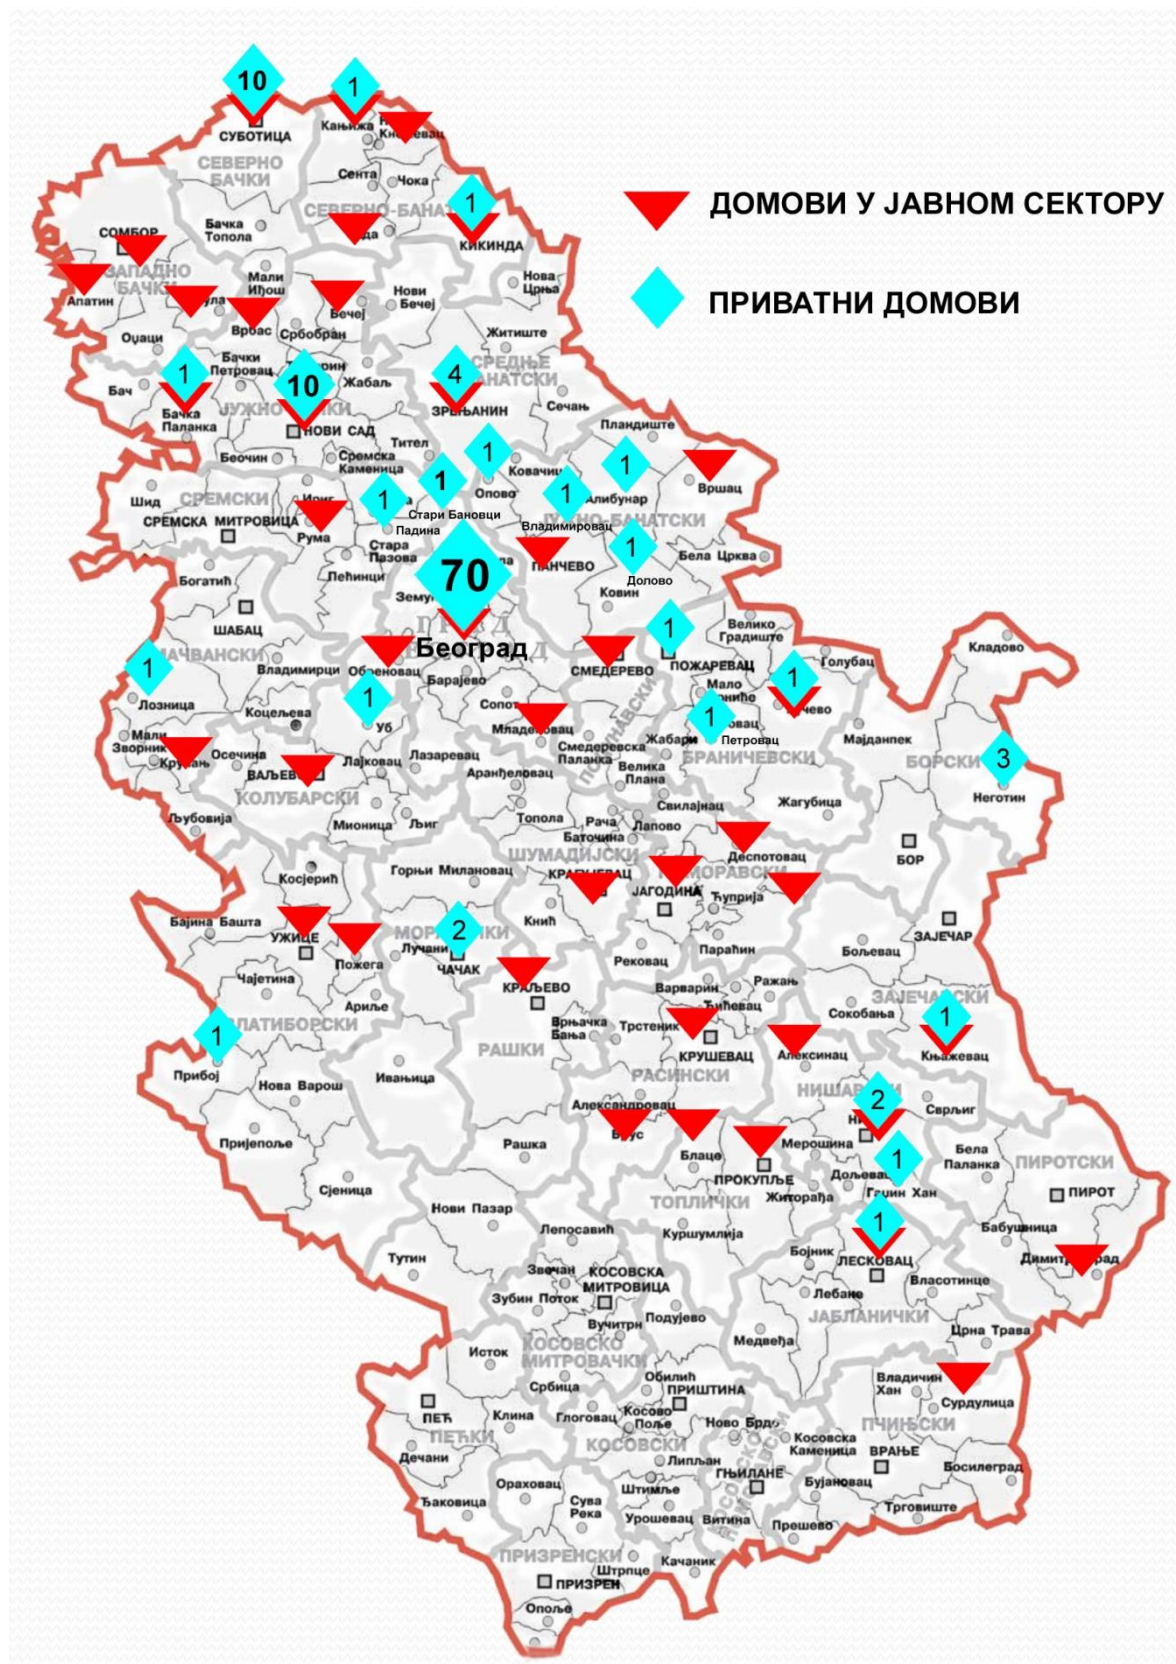 10
1
СУБОТИЦА
Кањижа
СЕВЕРНО
БАЧКИ
Сента
Чока
1
ДОМОВИ У ЈАВНОМ СЕКТОРУ
Бачка
Топола
КИКИНДА
СОМБОР
ЗАПАДНО
БАЧКИ
Апатин
Мали
Иђош
Нови
Бечеј
Нова
Црња
ПРИВАТНИ ДОМОВИ
Врбас
Србобран
Бечеј
Житиште
Оџаци
Бачки
Петровац
1
10
4
Жабаљ
Бач
Бачка
Паланка
НОВИ САД
ЗРЕЊАНИН
Сечањ
Пландиште
Беочин
Сремска
Каменица
Тител
1
Ковачица
1
Вршац
Шид
СРЕМСКИ
Ириг
СРЕМСКА МИТРОВИЦА
Рума
1
1
Опово
1
Алибунар
Стари Бановци
Владимировац
Падина
Стара
Пазова
70
ПАНЧЕВО
1
Долово
Бела Црква
Богатић
Пећинци
Ковин
ШАБАЦ
Београд
1
Велико
Градиште
Кладово
МАЧВАНСКИ
1
Владимирци
Обреновац
Барајево
СМЕДЕРЕВО
ПОЖАРЕВАЦ
Голубац
1
Лозница
Коцељева
1
Уб
Сопот
Младеновац
Мало
1
Петровац
Мали
Зворник
Осечина
Лајковац
Лазаревац
Смедеревска
Паланка
Жабари
Мајданпек
БРАНИЧЕВСКИ
БОРСКИ
3
Неготин
ВАЉЕВО
КОЛУБАРСКИ
Аранђеловац
Велика
Плана
Љубовија
Мионица
Љиг
Топола
Рача
Баточина
Лапово
Свилајнац
Жагубица
ШУМАДИЈСКИ
Деспотовац
БОР
Косјерић
Горњи Милановац
ЈАГОДИНА
Ћуприја
Бајина Башта
УЖИЦЕ
Пожега
2
Лучани
ЧАЧАК
Кнић
Параћин
ЗАЈЕЧАР
Бољевац
Рековац
Чајетина
Ариље
КРАЉЕВО
Варварин
Ражањ
Ћићевац
ЗАЈЕЧАРСКИ
Сокобања
1
Књажевац
1
Прибој
Врњачка
Бања
Трстеник
КРУШЕВАЦ
Алексинац
РАШКИ
РАСИНСКИ
Нова Варош
Ивањица
Александровац
Брус
2
Сврљиг
Пријепоље
Рашка
Блаце
ПРОКУПЉЕ
Мерошина
1
Бела
Паланка
ПИРОТСКИ
Дољевац
Гаџин Хан
Житорађа
ПИРОТ
Сјеница
Нови Пазар
ТОПЛИЧКИ
Куршумлија
1
Бабушница
Тутин
Лепосавић
Бојник
ЛЕСКОВАЦ
Димитровград
Звечан
КОСОВСКА
МИТРОВИЦА
Зубин Поток
Лебане
Власотинце
Вучитрн
Подујево
Медвеђа
ЈАБЛАНИЧКИ
Црна Трава
КОСОВСКО
МИТРОВАЧКИ
Исток
Србица
Обилић
ПРИШТИНА
Владичин
Хан
Сурдулица
ПЕЋ
ПЕЋКИ
Клина
Глоговац
Косово
Поље
Ново Брдо
Косовска
Каменица
ПЧИЊСКИ
ВРАЊЕ
КОСОВСКИ
Дечани
Липљан
ГЊИЛАНЕ
Бујановац
Босилеград
Ђаковица
Ораховац
Сува
Река
Штимље
Урошевац
Витина
Прешево
Трговиште
ПРИЗРЕНСКИ
Качаник
Штрпце
ПРИЗРЕН
Опоље